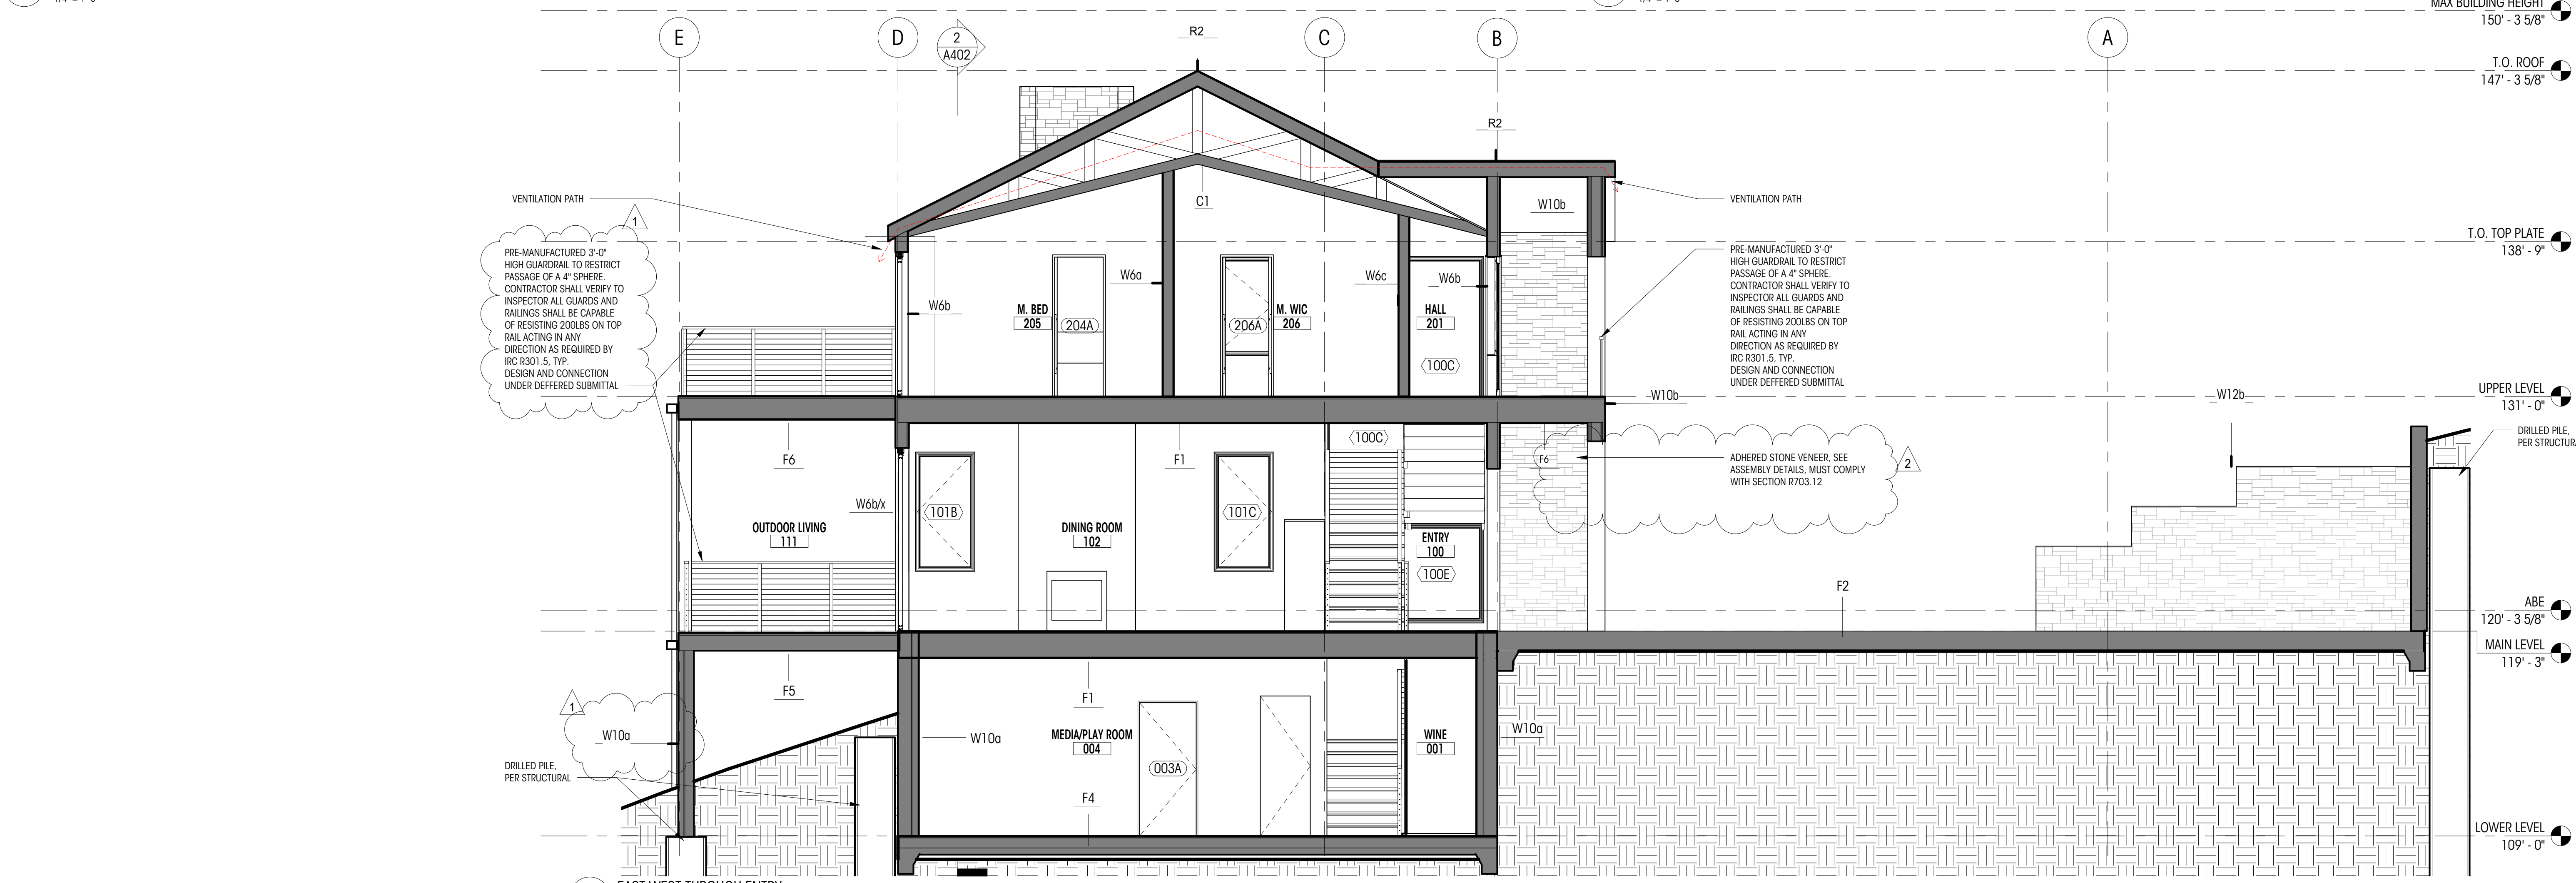 MAX BUILDING HEIGHT
150' - 3 5/8"
E
D
2
A402
R2
C
B
A
T.O. ROOF
147' - 3 5/8"
R2
VENTILATION PATH
C1
W10b
VENTILATION PATH
1
PRE-MANUFACTURED 3'-0"
HIGH GUARDRAIL TO RESTRICT
PASSAGE OF A 4" SPHERE.
CONTRACTOR SHALL VERIFY TO
INSPECTOR ALL GUARDS AND
RAILINGS SHALL BE CAPABLE
OF RESISTING 200LBS ON TOP
RAIL ACTING IN ANY
DIRECTION AS REQUIRED BY
IRC R301.5, TYP.
DESIGN AND CONNECTION
UNDER DEFFERED SUBMITTAL
T.O. TOP PLATE
138' - 9"
PRE-MANUFACTURED 3'-0"
HIGH GUARDRAIL TO RESTRICT
PASSAGE OF A 4" SPHERE.
CONTRACTOR SHALL VERIFY TO
INSPECTOR ALL GUARDS AND
RAILINGS SHALL BE CAPABLE
OF RESISTING 200LBS ON TOP
RAIL ACTING IN ANY
DIRECTION AS REQUIRED BY
IRC R301.5, TYP.
DESIGN AND CONNECTION
UNDER DEFFERED SUBMITTAL
W6a
W6c
W6b
W6b
M. BED
205
204A
206A
M. WIC
206
HALL
201
100C
W10b
UPPER LEVEL
131' - 0"
W12b
DRILLED PILE,
F6
F1
100C
F6
ADHERED STONE VENEER, SEE
ASSEMBLY DETAILS, MUST COMPLY
WITH SECTION R703.12
2
W6b/x
101B
101C
OUTDOOR LIVING
111
DINING ROOM
102
ENTRY
100
100E
F2
ABE
120' - 3 5/8"
MAIN LEVEL
119' - 3"
F5
F1
1
W10a
W10a
MEDIA/PLAY ROOM
004
003A
WINE
001
W10a
DRILLED PILE,
PER STRUCTURAL
F4
LOWER LEVEL
109' - 0"